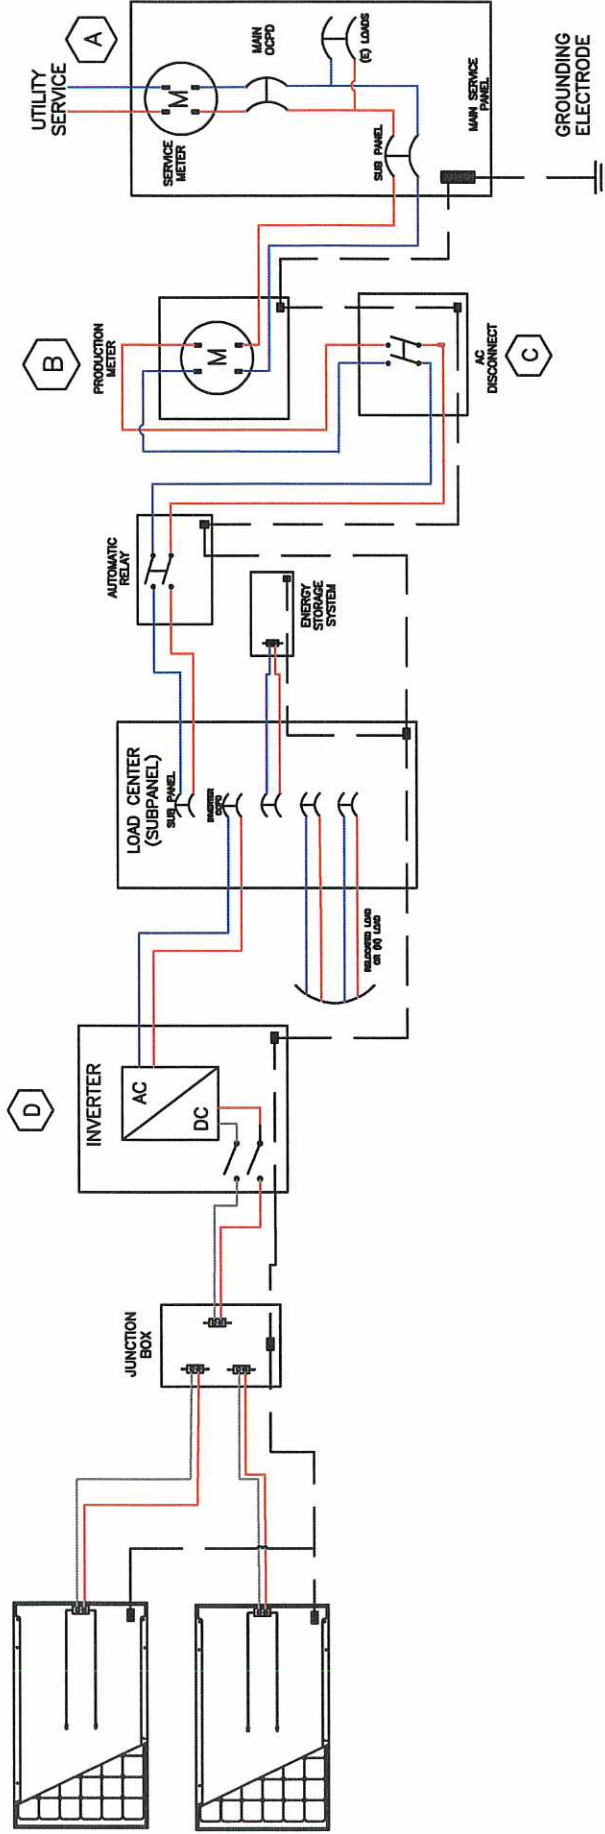 A
UTILITY
SERVICE
M
SERVICE
METER
MAIN
OCPD
(E) LOADS
SUB PANEL
MAIN SERVICE
PANEL
GROUNDING
ELECTRODE
B
PRODUCTION
METER
M
AC
DISCONNECT
C
AUTOMATIC
RELAY
ENERGY
STORAGE
SYSTEM
LOAD CENTER
(SUBPANEL)
SUB PANEL
INVERTER
OCPD
RELOCATED LOAD
OR (N) LOAD
D
INVERTER
AC
DC
JUNCTION
BOX